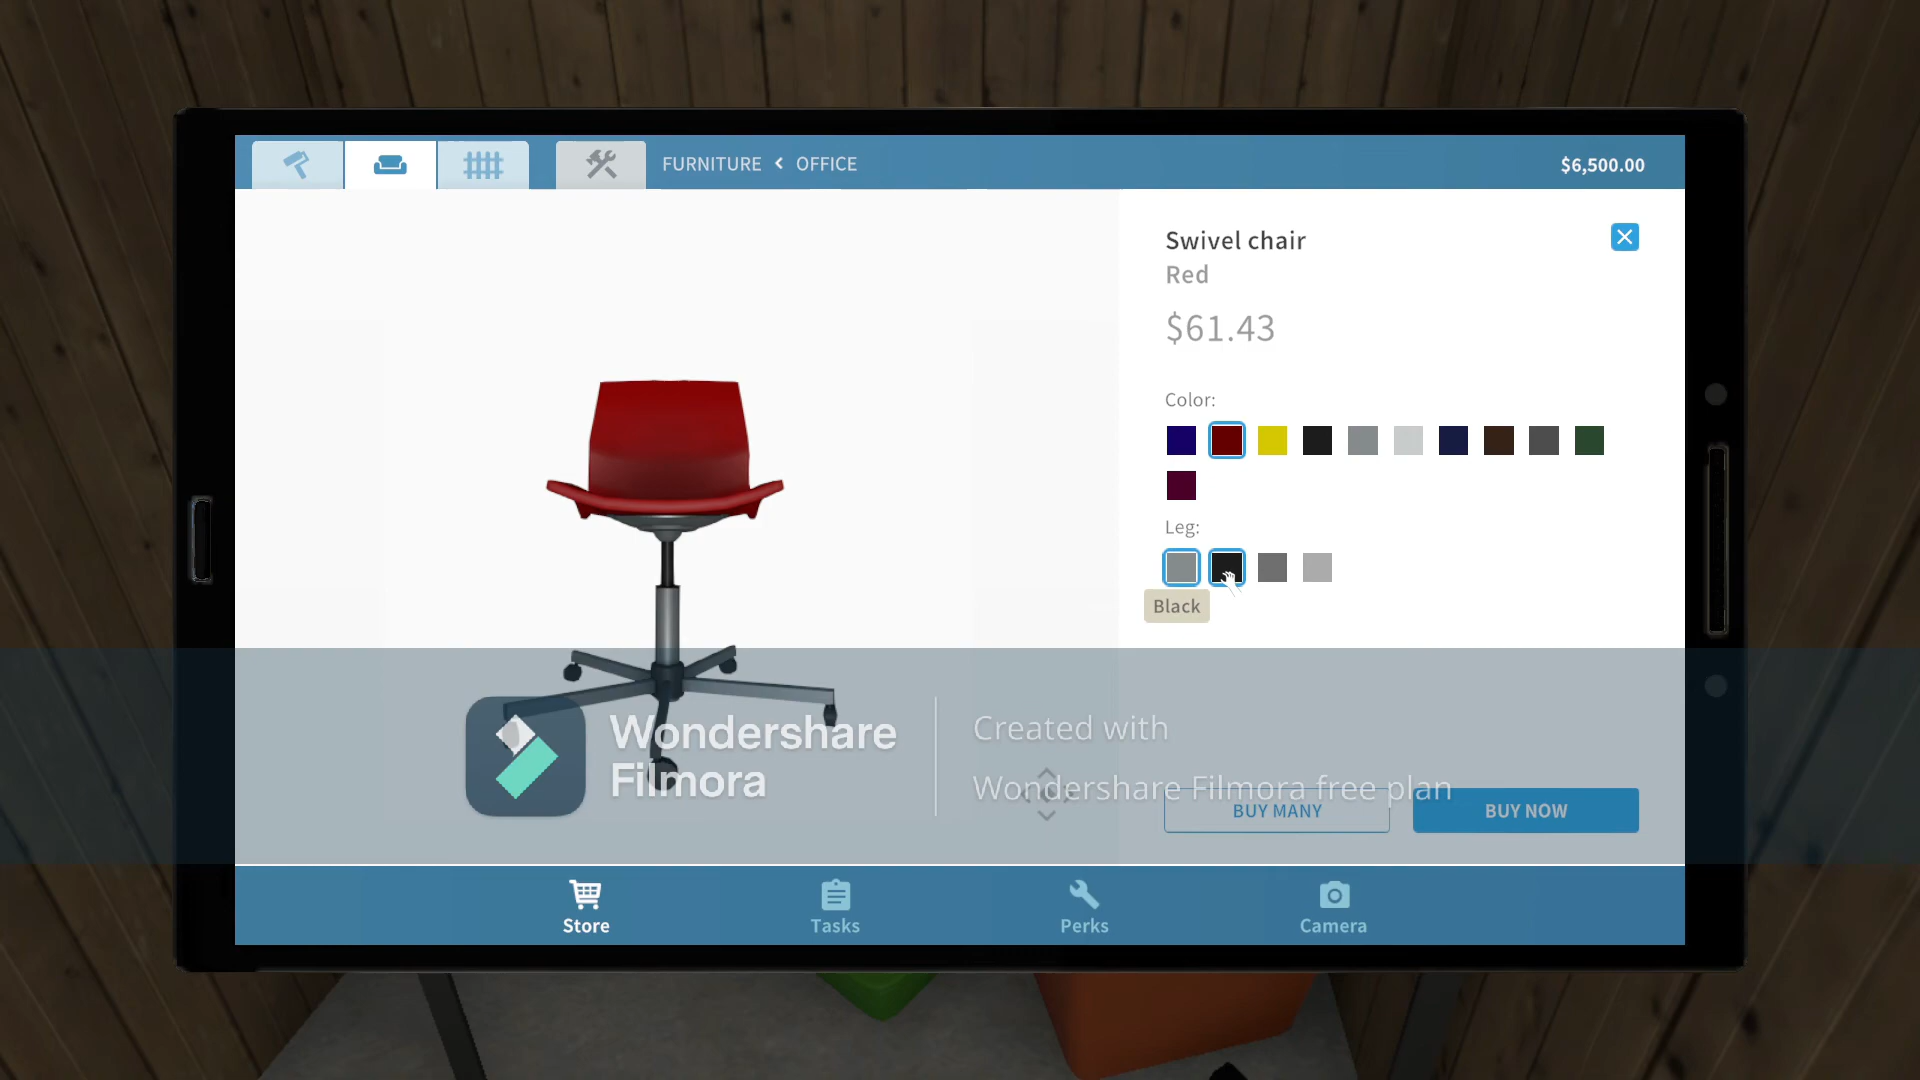 FURNITURE < OFFICE
$6,500.00
Swivel chair
Red
$61.43
Color:
Leg:
Black
Wondershare
Filmora
Created with
Wondershare Filmora free plan
BUY MANY
BUY NOW
Store
Tasks
Perks
Camera